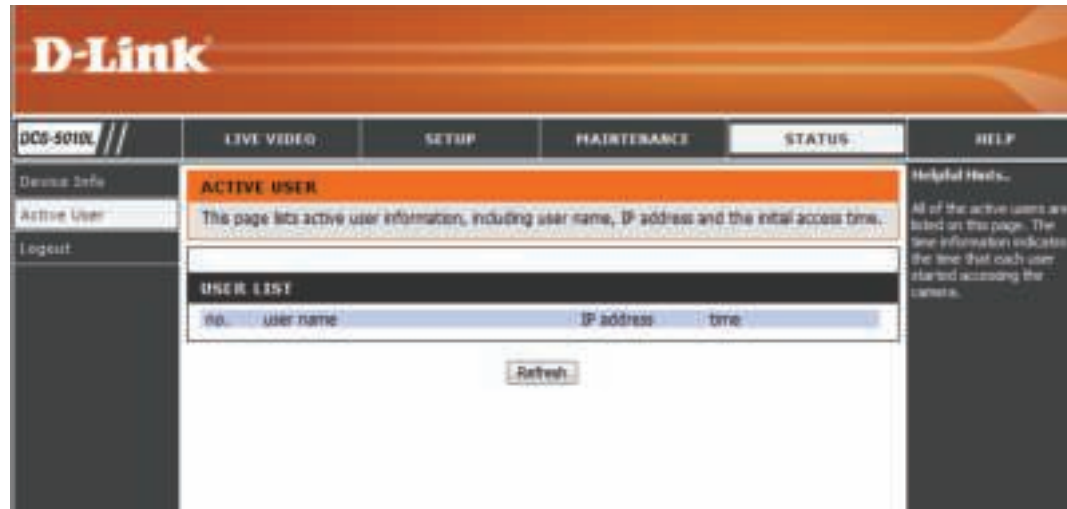 D-Link
DCS-5010L
LIVE VIDEO
SETUP
MAINTENANCE
STATUS
HELP
Device Info
Active User
Logout
ACTIVE USER
This page lists active user information, including user name, IP address and the initial access time.
USER LIST
no. user name IP address time
Refresh
Helpful Hints..
All of the active users are
listed on this page. The
time information indicates
the time that each user
started accessing the
camera.